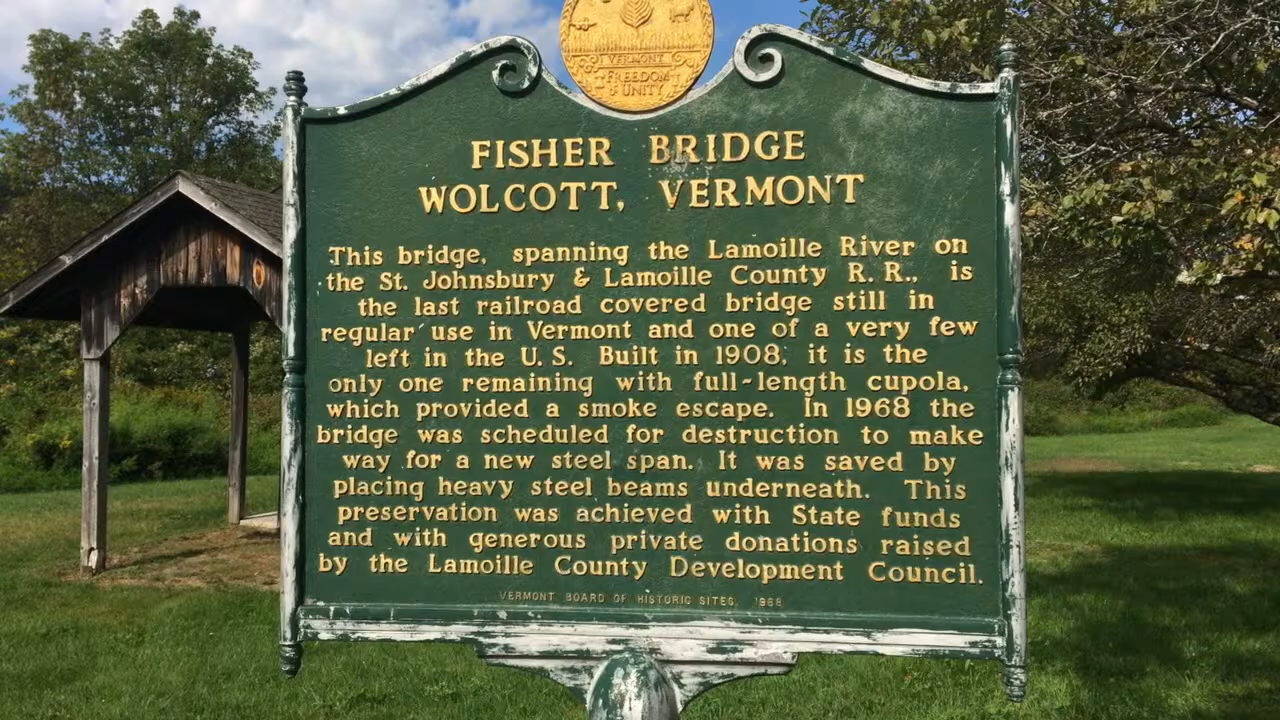 VERMONT
FREEDOM
& UNITY
FISHER BRIDGE
WOLCOTT, VERMONT
This bridge, spanning the Lamoille River on
the St. Johnsbury & Lamoille County R. R., is
the last railroad covered bridge still in
regular use in Vermont and one of a very few
left in the U. S. Built in 1908, it is the
only one remaining with full-length cupola,
which provided a smoke escape. In 1968 the
bridge was scheduled for destruction to make
way for a new steel span. It was saved by
placing heavy steel beams underneath. This
preservation was achieved with State funds
and with generous private donations raised
by the Lamoille County Development Council.
VERMONT BOARD OF HISTORIC SITES 1968